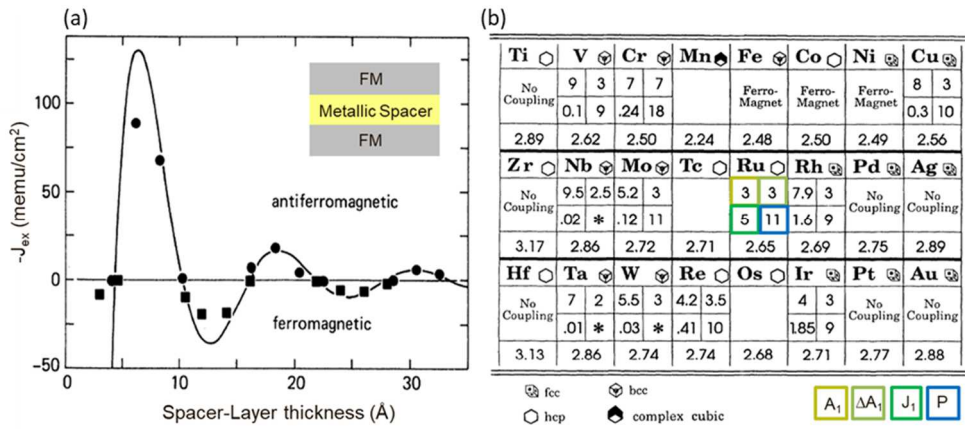 (a)
-J_ex (memu/cm²)
100
50
0
-50
FM
Metallic Spacer
FM
antiferromagnetic
ferromagnetic
0 10 20 30
Spacer-Layer thickness (Å)
(b)
Ti V Cr Mn Fe Co Ni Cu
No Coupling 9 3 7 7 Ferro-Magnet Ferro-Magnet Ferro-Magnet 8 3
0.1 9 .24 18 0.3 10
2.89 2.62 2.50 2.24 2.48 2.50 2.49 2.56
Zr Nb Mo Tc Ru Rh Pd Ag
No Coupling 9.5 2.5 5.2 3 3 3 7.9 3 No Coupling No Coupling
.02 * .12 11 5 11 1.6 9
3.17 2.86 2.72 2.71 2.65 2.69 2.75 2.89
Hf Ta W Re Os Ir Pt Au
No Coupling 7 2 5.5 3 4.2 3.5 4 3 No Coupling No Coupling
.01 * .03 * .41 10 1.85 9
3.13 2.86 2.74 2.74 2.68 2.71 2.77 2.88
fcc bcc
hcp complex cubic
A₁ ΔA₁ J₁ P